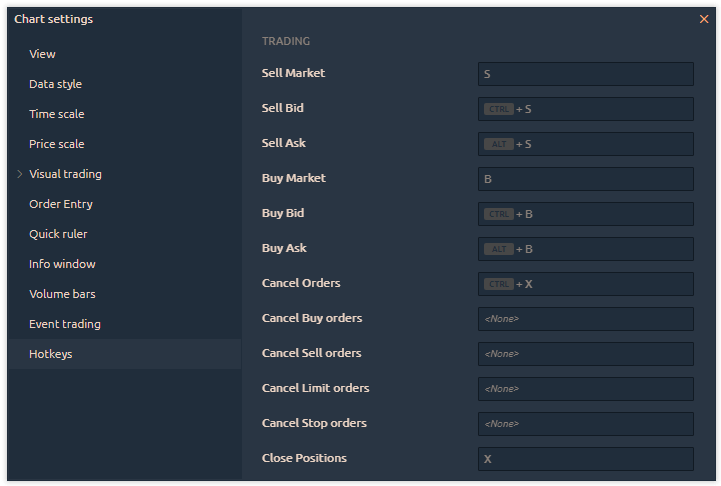 Chart settings
View
Data style
Time scale
Price scale
Visual trading
Order Entry
Quick ruler
Info window
Volume bars
Event trading
Hotkeys
TRADING
Sell Market S
Sell Bid CTRL + S
Sell Ask ALT + S
Buy Market B
Buy Bid CTRL + B
Buy Ask ALT + B
Cancel Orders CTRL + X
Cancel Buy orders <None>
Cancel Sell orders <None>
Cancel Limit orders <None>
Cancel Stop orders <None>
Close Positions X